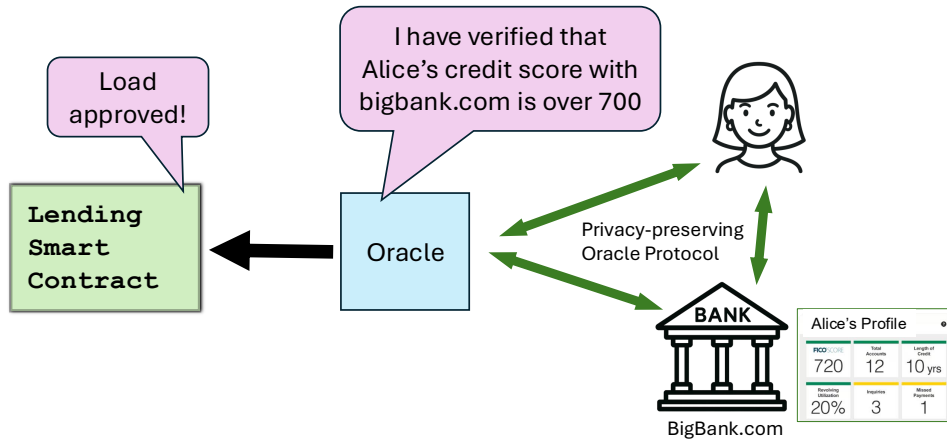 I have verified that
Alice's credit score with
bigbank.com is over 700
Load
approved!
Lending
Smart
Contract
Oracle
Privacy-preserving
Oracle Protocol
BANK
BigBank.com
Alice's Profile
FICO SCORE
720
Total
Accounts
12
Length of
Credit
10 yrs
Revolving
Utilization
20%
Inquiries
3
Missed
Payments
1